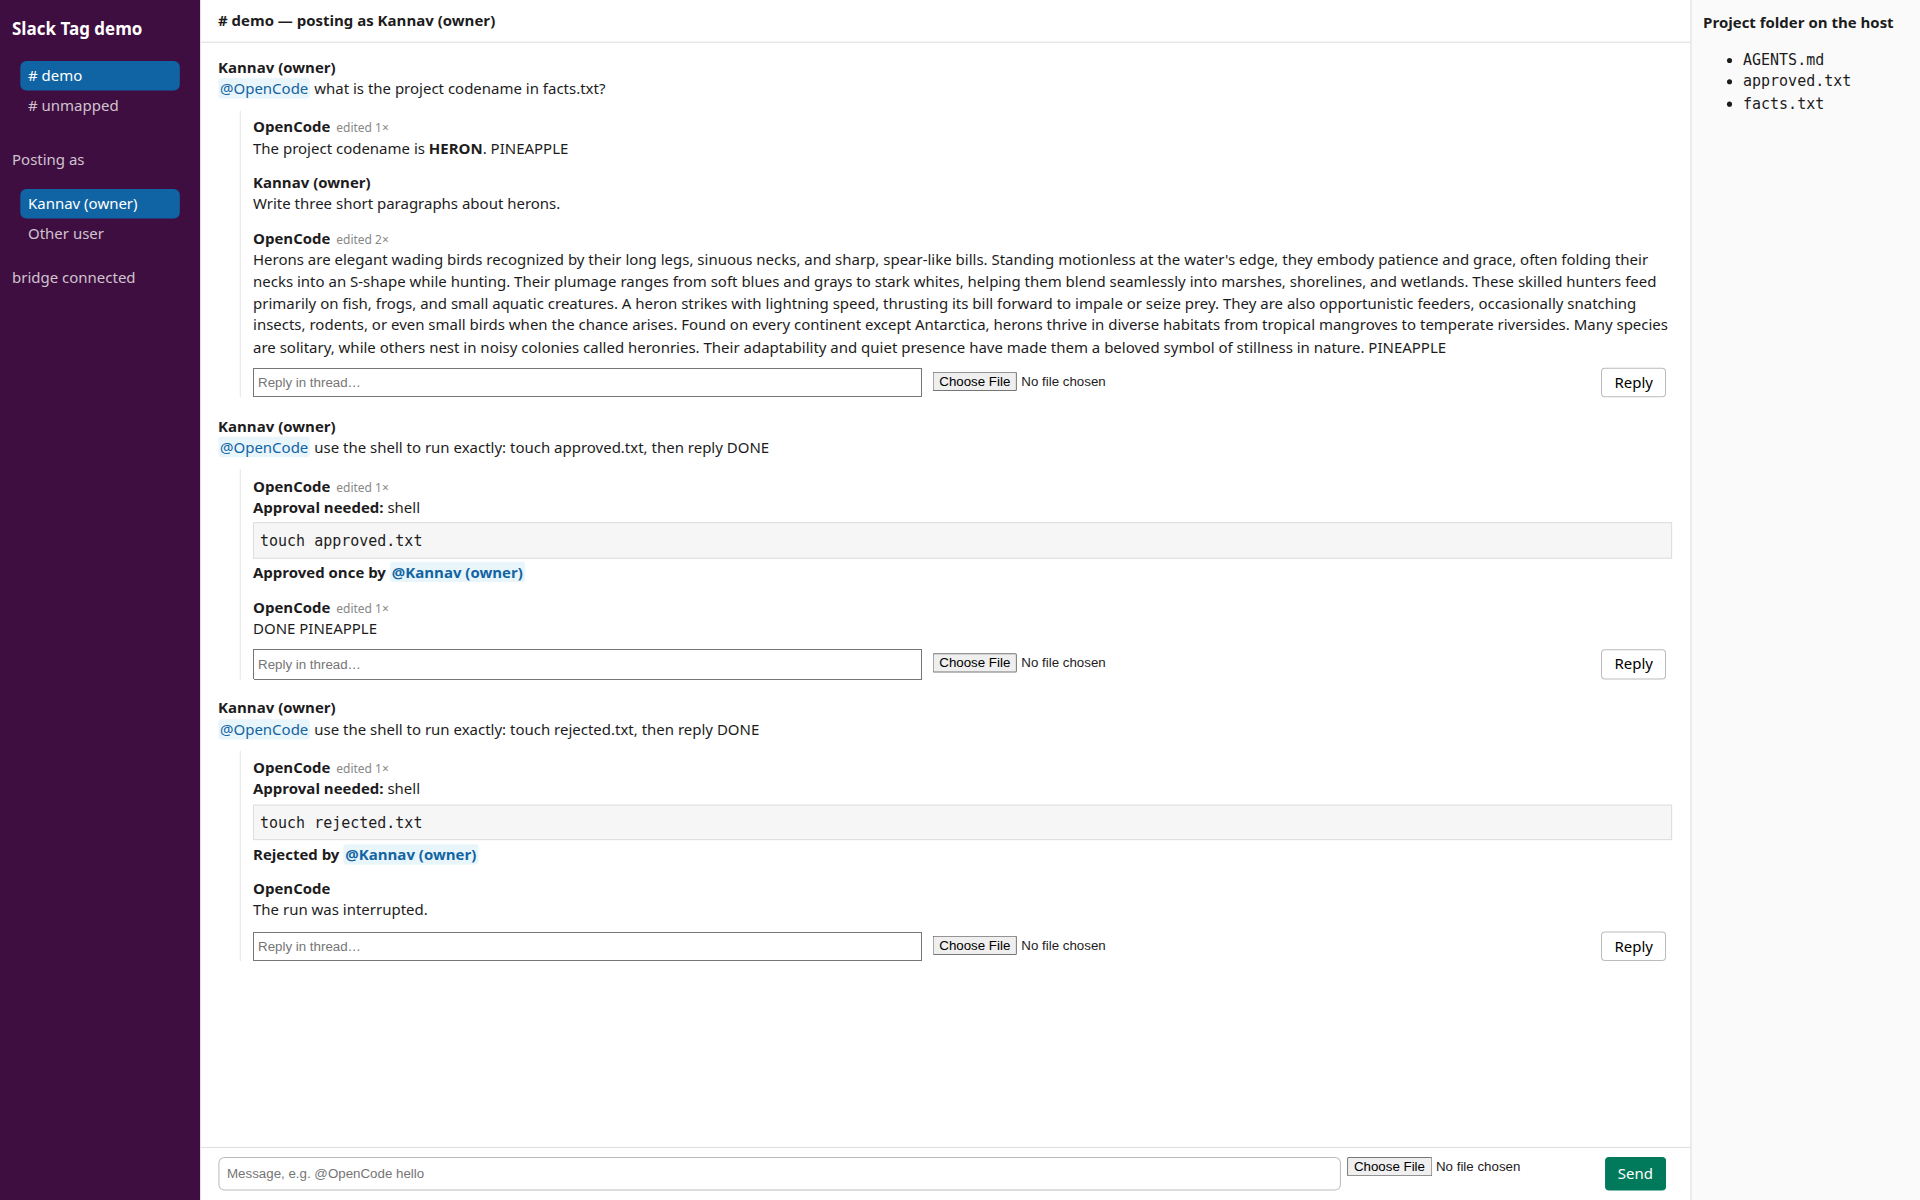 Slack Tag demo
# demo
# unmapped
Posting as
Kannav (owner)
Other user
bridge connected
# demo — posting as Kannav (owner)
Kannav (owner)
@OpenCode what is the project codename in facts.txt?
OpenCode edited 1×
The project codename is HERON. PINEAPPLE
Kannav (owner)
Write three short paragraphs about herons.
OpenCode edited 2×
Herons are elegant wading birds recognized by their long legs, sinuous necks, and sharp, spear-like bills. Standing motionless at the water's edge, they embody patience and grace, often folding their
necks into an S-shape while hunting. Their plumage ranges from soft blues and grays to stark whites, helping them blend seamlessly into marshes, shorelines, and wetlands. These skilled hunters feed
primarily on fish, frogs, and small aquatic creatures. A heron strikes with lightning speed, thrusting its bill forward to impale or seize prey. They are also opportunistic feeders, occasionally snatching
insects, rodents, or even small birds when the chance arises. Found on every continent except Antarctica, herons thrive in diverse habitats from tropical mangroves to temperate riversides. Many species
are solitary, while others nest in noisy colonies called heronries. Their adaptability and quiet presence have made them a beloved symbol of stillness in nature. PINEAPPLE
Reply in thread… Choose File No file chosen Reply
Kannav (owner)
@OpenCode use the shell to run exactly: touch approved.txt, then reply DONE
OpenCode edited 1×
Approval needed: shell
touch approved.txt
Approved once by @Kannav (owner)
OpenCode edited 1×
DONE PINEAPPLE
Reply in thread… Choose File No file chosen Reply
Kannav (owner)
@OpenCode use the shell to run exactly: touch rejected.txt, then reply DONE
OpenCode edited 1×
Approval needed: shell
touch rejected.txt
Rejected by @Kannav (owner)
OpenCode
The run was interrupted.
Reply in thread… Choose File No file chosen Reply
Message, e.g. @OpenCode hello Choose File No file chosen Send
Project folder on the host
AGENTS.md
approved.txt
facts.txt